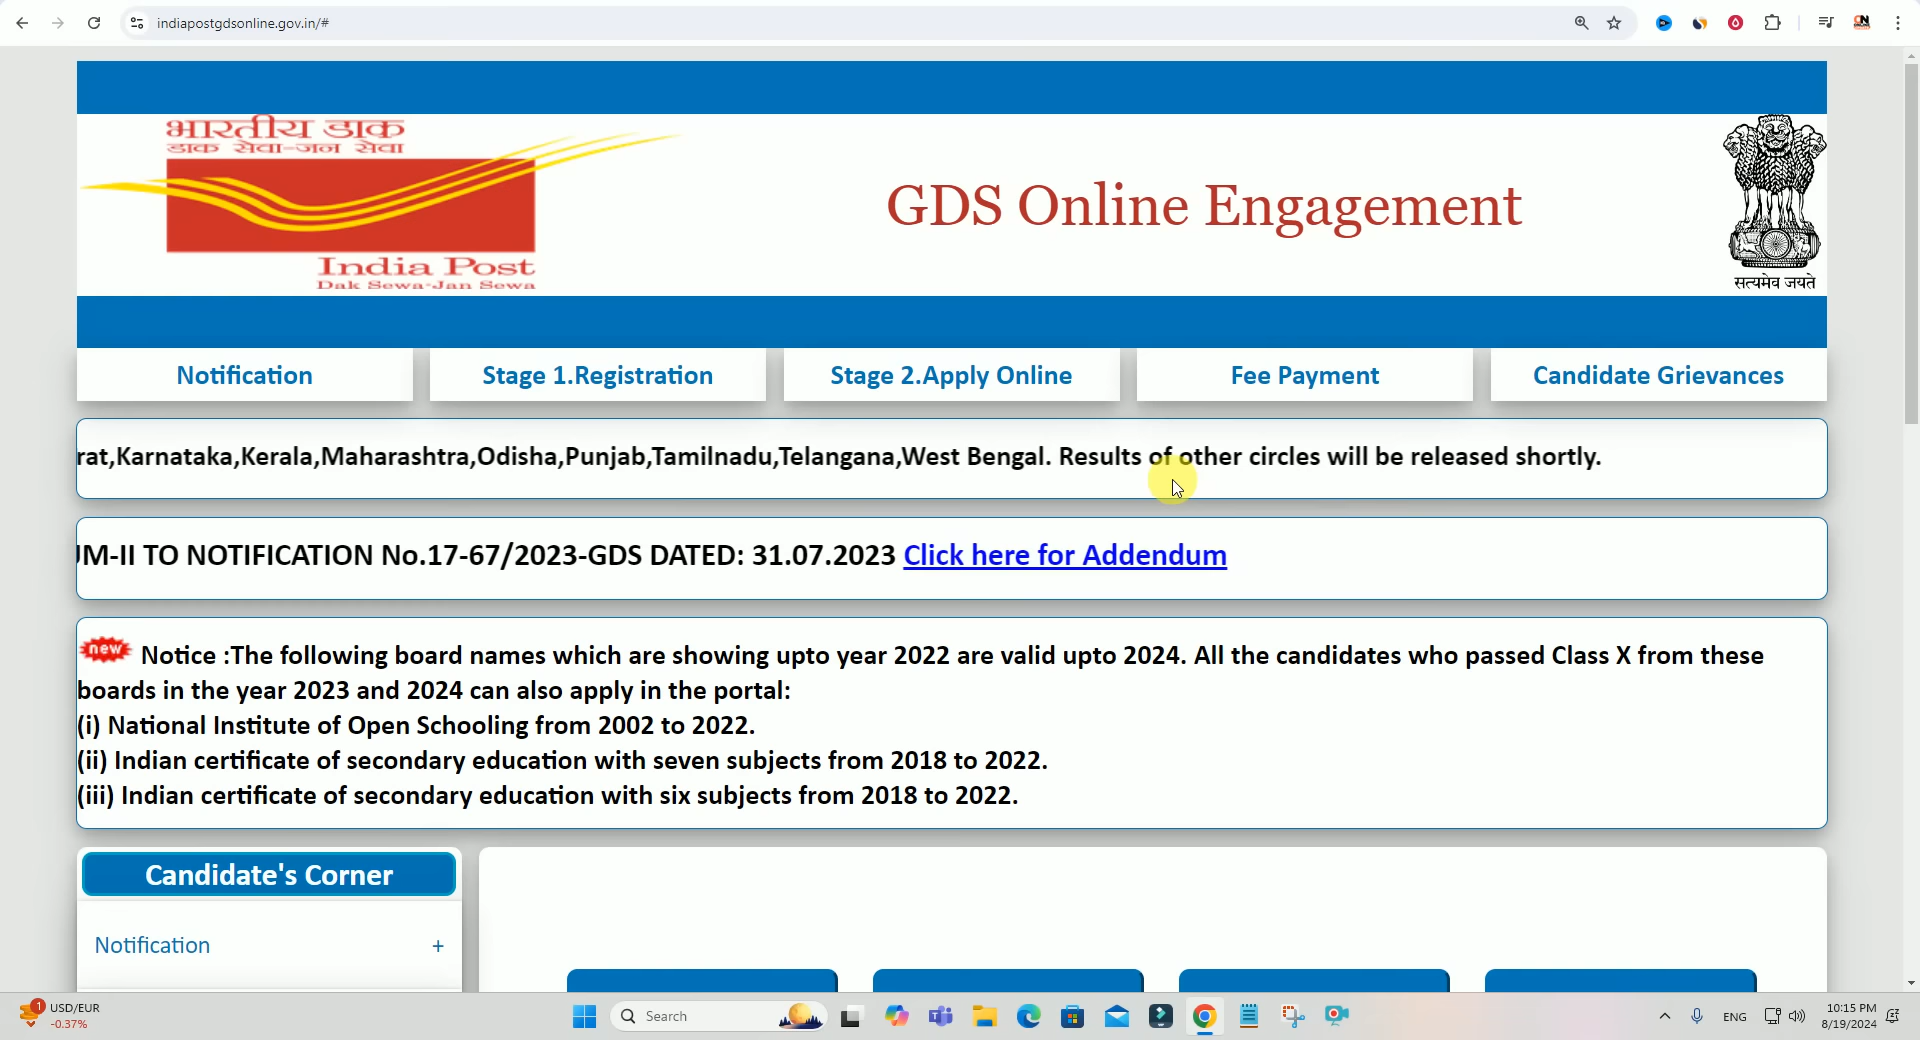 indiapostgdsonline.gov.in/#
भारतीय डाक
डाक सेवा-जन सेवा
India Post
Dak Sewa-Jan Sewa
GDS Online Engagement
सत्यमेव जयते
Notification
Stage 1.Registration
Stage 2.Apply Online
Fee Payment
Candidate Grievances
rat,Karnataka,Kerala,Maharashtra,Odisha,Punjab,Tamilnadu,Telangana,West Bengal. Results of other circles will be released shortly.
UM-II TO NOTIFICATION No.17-67/2023-GDS DATED: 31.07.2023 Click here for Addendum
new Notice :The following board names which are showing upto year 2022 are valid upto 2024. All the candidates who passed Class X from these
boards in the year 2023 and 2024 can also apply in the portal:
(i) National Institute of Open Schooling from 2002 to 2022.
(ii) Indian certificate of secondary education with seven subjects from 2018 to 2022.
(iii) Indian certificate of secondary education with six subjects from 2018 to 2022.
Candidate's Corner
Notification +
1
USD/EUR
-0.37%
Search
ENG
10:15 PM
8/19/2024